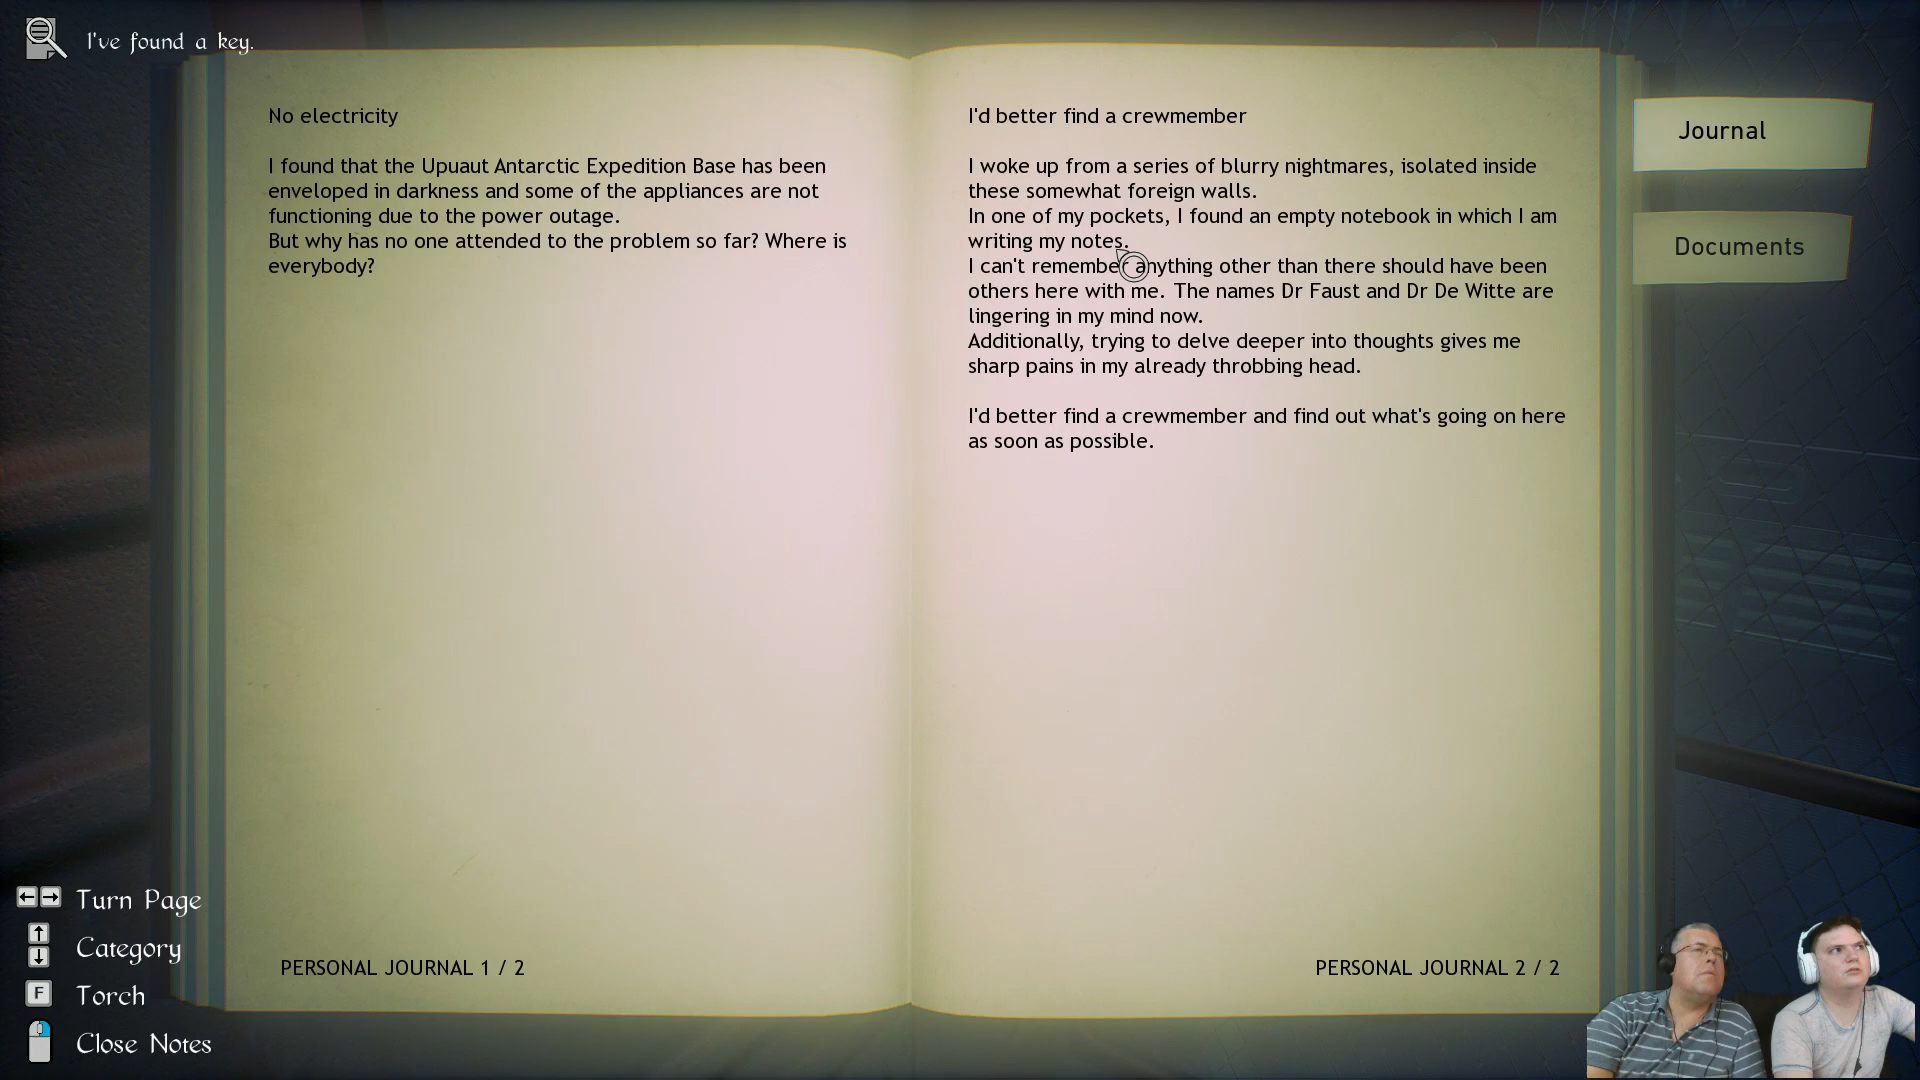 I've found a key.
No electricity
I found that the Upuaut Antarctic Expedition Base has been
enveloped in darkness and some of the appliances are not
functioning due to the power outage.
But why has no one attended to the problem so far? Where is
everybody?
PERSONAL JOURNAL 1 / 2
I'd better find a crewmember
I woke up from a series of blurry nightmares, isolated inside
these somewhat foreign walls.
In one of my pockets, I found an empty notebook in which I am
writing my notes.
I can't remember anything other than there should have been
others here with me. The names Dr Faust and Dr De Witte are
lingering in my mind now.
Additionally, trying to delve deeper into thoughts gives me
sharp pains in my already throbbing head.
I'd better find a crewmember and find out what's going on here
as soon as possible.
PERSONAL JOURNAL 2 / 2
Journal
Documents
Turn Page
Category
F Torch
Close Notes